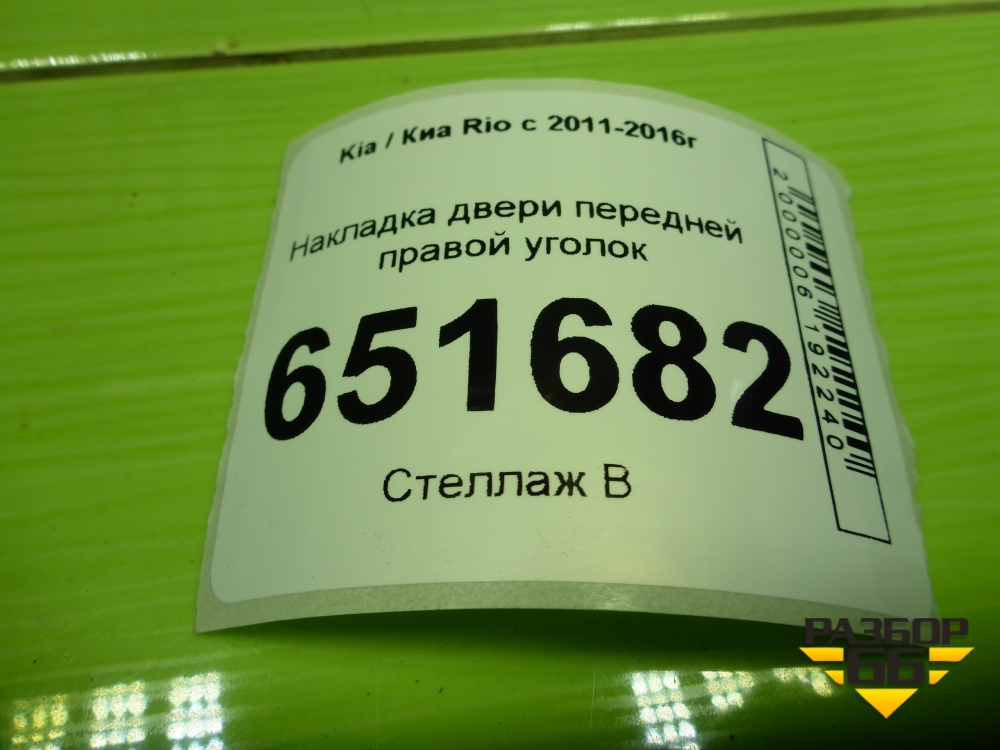 Kia / Киа Rio с 2011-2016г
Накладка двери передней
правой уголок
651682
Стеллаж В
2000006192240
РАЗБОР
66